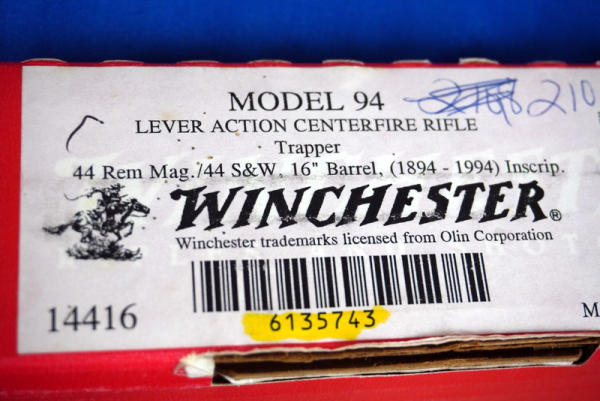 MODEL 94
210
LEVER ACTION CENTERFIRE RIFLE
Trapper
44 Rem Mag./44 S&W. 16" Barrel, (1894 - 1994) Inscrip.
WINCHESTER®
Winchester trademarks licensed from Olin Corporation
14416
6135743
M